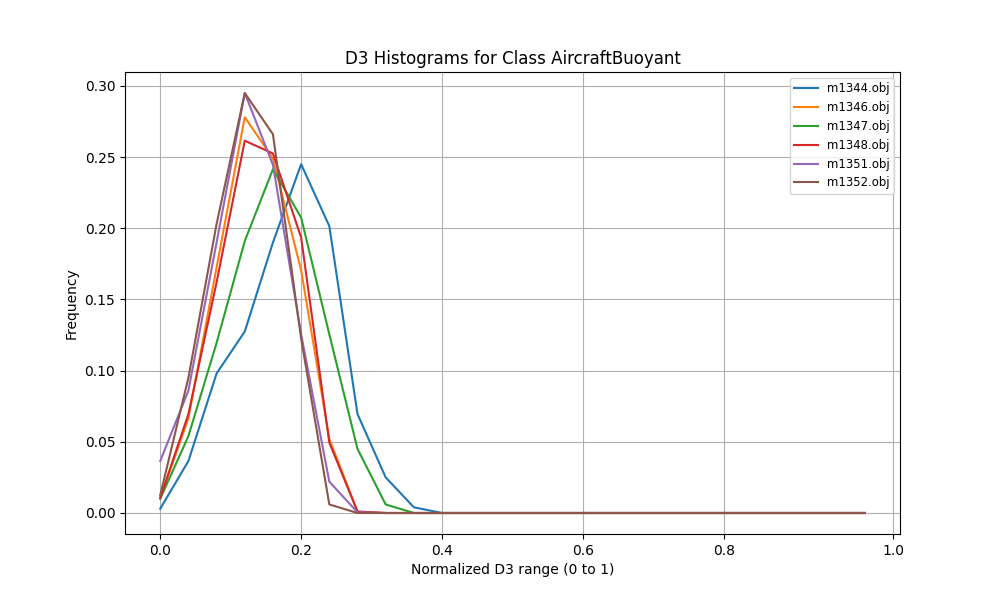 D3 Histograms for Class AircraftBuoyant
m1344.obj
m1346.obj
m1347.obj
m1348.obj
m1351.obj
m1352.obj
0.30
0.25
0.20
0.15
0.10
0.05
0.00
Frequency
0.0 0.2 0.4 0.6 0.8 1.0
Normalized D3 range (0 to 1)